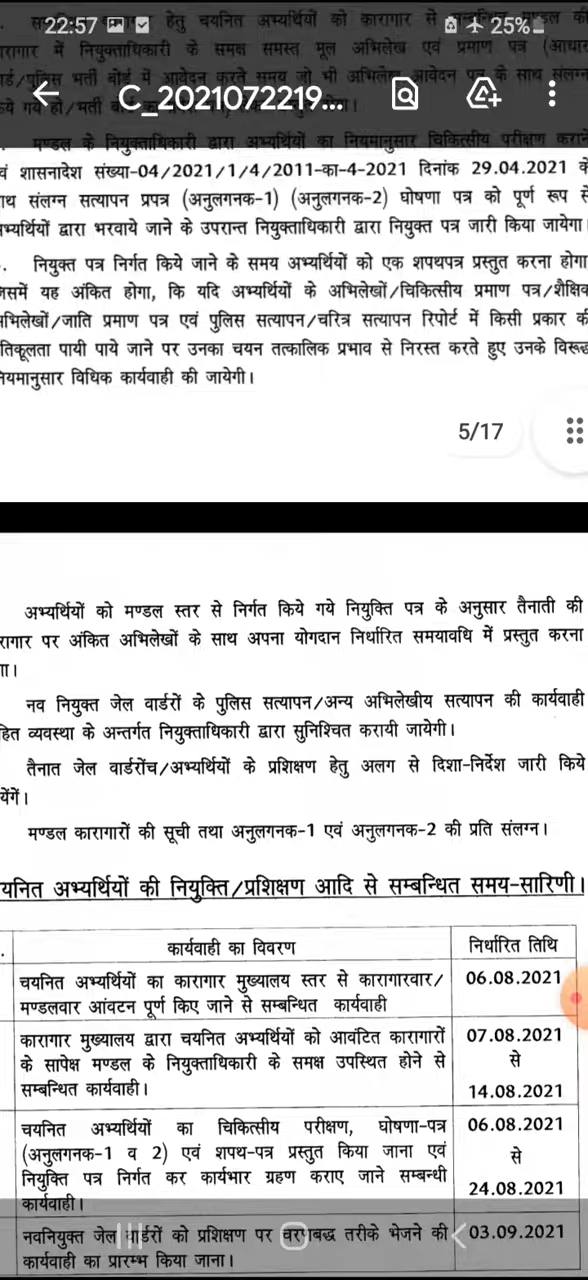 22:57
25%
हेतु चयनित अभ्यर्थियों को कारागार से
रागार में नियुक्ताधिकारी के समक्ष समस्त मूल अभिलेख एवं प्रमाण पत्र (आधार
C_2021072219...
मण्डल के नियुक्ताधिकारी द्वारा अभ्यर्थियों का नियमानुसार चिकित्सीय परीक्षण कराने
वं शासनादेश संख्या-04/2021/1/4/2011-का-4-2021 दिनांक 29.04.2021 के
ाथ संलग्न सत्यापन प्रपत्र (अनुलगनक-1) (अनुलगनक-2) घोषणा पत्र को पूर्ण रूप से
भ्यर्थियों द्वारा भरवाये जाने के उपरान्त नियुक्ताधिकारी द्वारा नियुक्त पत्र जारी किया जायेगा।
. नियुक्त पत्र निर्गत किये जाने के समय अभ्यर्थियों को एक शपथपत्र प्रस्तुत करना होगा
जिसमें यह अंकित होगा, कि यदि अभ्यर्थियों के अभिलेखों/चिकित्सीय प्रमाण पत्र/शैक्षिक
भिलेखों/जाति प्रमाण पत्र एवं पुलिस सत्यापन/चरित्र सत्यापन रिपोर्ट में किसी प्रकार की
तिकूलता पायी पाये जाने पर उनका चयन तत्कालिक प्रभाव से निरस्त करते हुए उनके विरूद्ध
ियमानुसार विधिक कार्यवाही की जायेगी।
5/17
अभ्यर्थियों को मण्डल स्तर से निर्गत किये गये नियुक्ति पत्र के अनुसार तैनाती की
रागार पर अंकित अभिलेखों के साथ अपना योगदान निर्धारित समयावधि में प्रस्तुत करना
गा।
नव नियुक्त जेल वार्डरों के पुलिस सत्यापन/अन्य अभिलेखीय सत्यापन की कार्यवाही
हित व्यवस्था के अन्तर्गत नियुक्ताधिकारी द्वारा सुनिश्चित करायी जायेगी।
तैनात जेल वार्डरोंच/अभ्यर्थियों के प्रशिक्षण हेतु अलग से दिशा-निर्देश जारी किये
येंगें।
मण्डल कारागारों की सूची तथा अनुलगनक-1 एवं अनुलगनक-2 की प्रति संलग्न।
यनित अभ्यर्थियों की नियुक्ति/प्रशिक्षण आदि से सम्बन्धित समय-सारिणी।
. कार्यवाही का विवरण निर्धारित तिथि
चयनित अभ्यर्थियों का कारागार मुख्यालय स्तर से कारागारवार/ 06.08.2021
मण्डलवार आंवटन पूर्ण किए जाने से सम्बन्धित कार्यवाही
कारागार मुख्यालय द्वारा चयनित अभ्यर्थियों को आवंटित कारागारों 07.08.2021
के सापेक्ष मण्डल के नियुक्ताधिकारी के समक्ष उपस्थित होने से से
सम्बन्धित कार्यवाही। 14.08.2021
चयनित अभ्यर्थियों का चिकित्सीय परीक्षण, घोषणा-पत्र 06.08.2021
(अनुलगनक-1 व 2) एवं शपथ-पत्र प्रस्तुत किया जाना एवं से
नियुक्ति पत्र निर्गत कर कार्यभार ग्रहण कराए जाने सम्बन्धी 24.08.2021
कार्यवाही।
नवनियुक्त जेल वार्डरों को प्रशिक्षण पर चरणबद्ध तरीके भेजने की 03.09.2021
कार्यवाही का प्रारम्भ किया जाना।